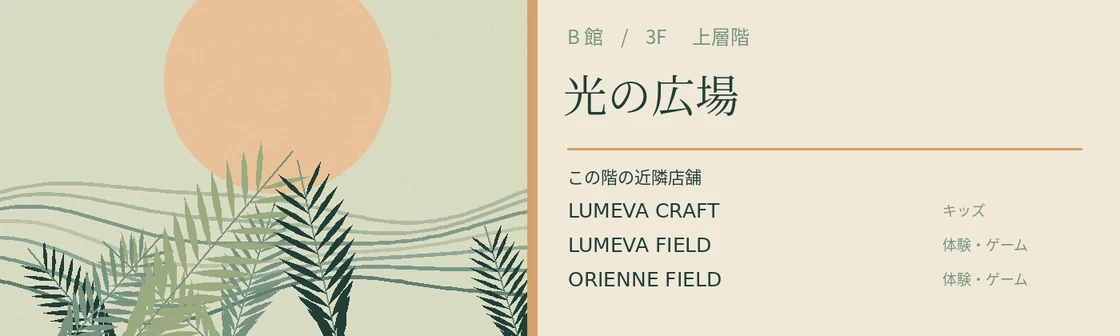 B館 / 3F 上層階
光の広場
この階の近隣店舗
LUMEVA CRAFT キッズ
LUMEVA FIELD 体験・ゲーム
ORIENNE FIELD 体験・ゲーム